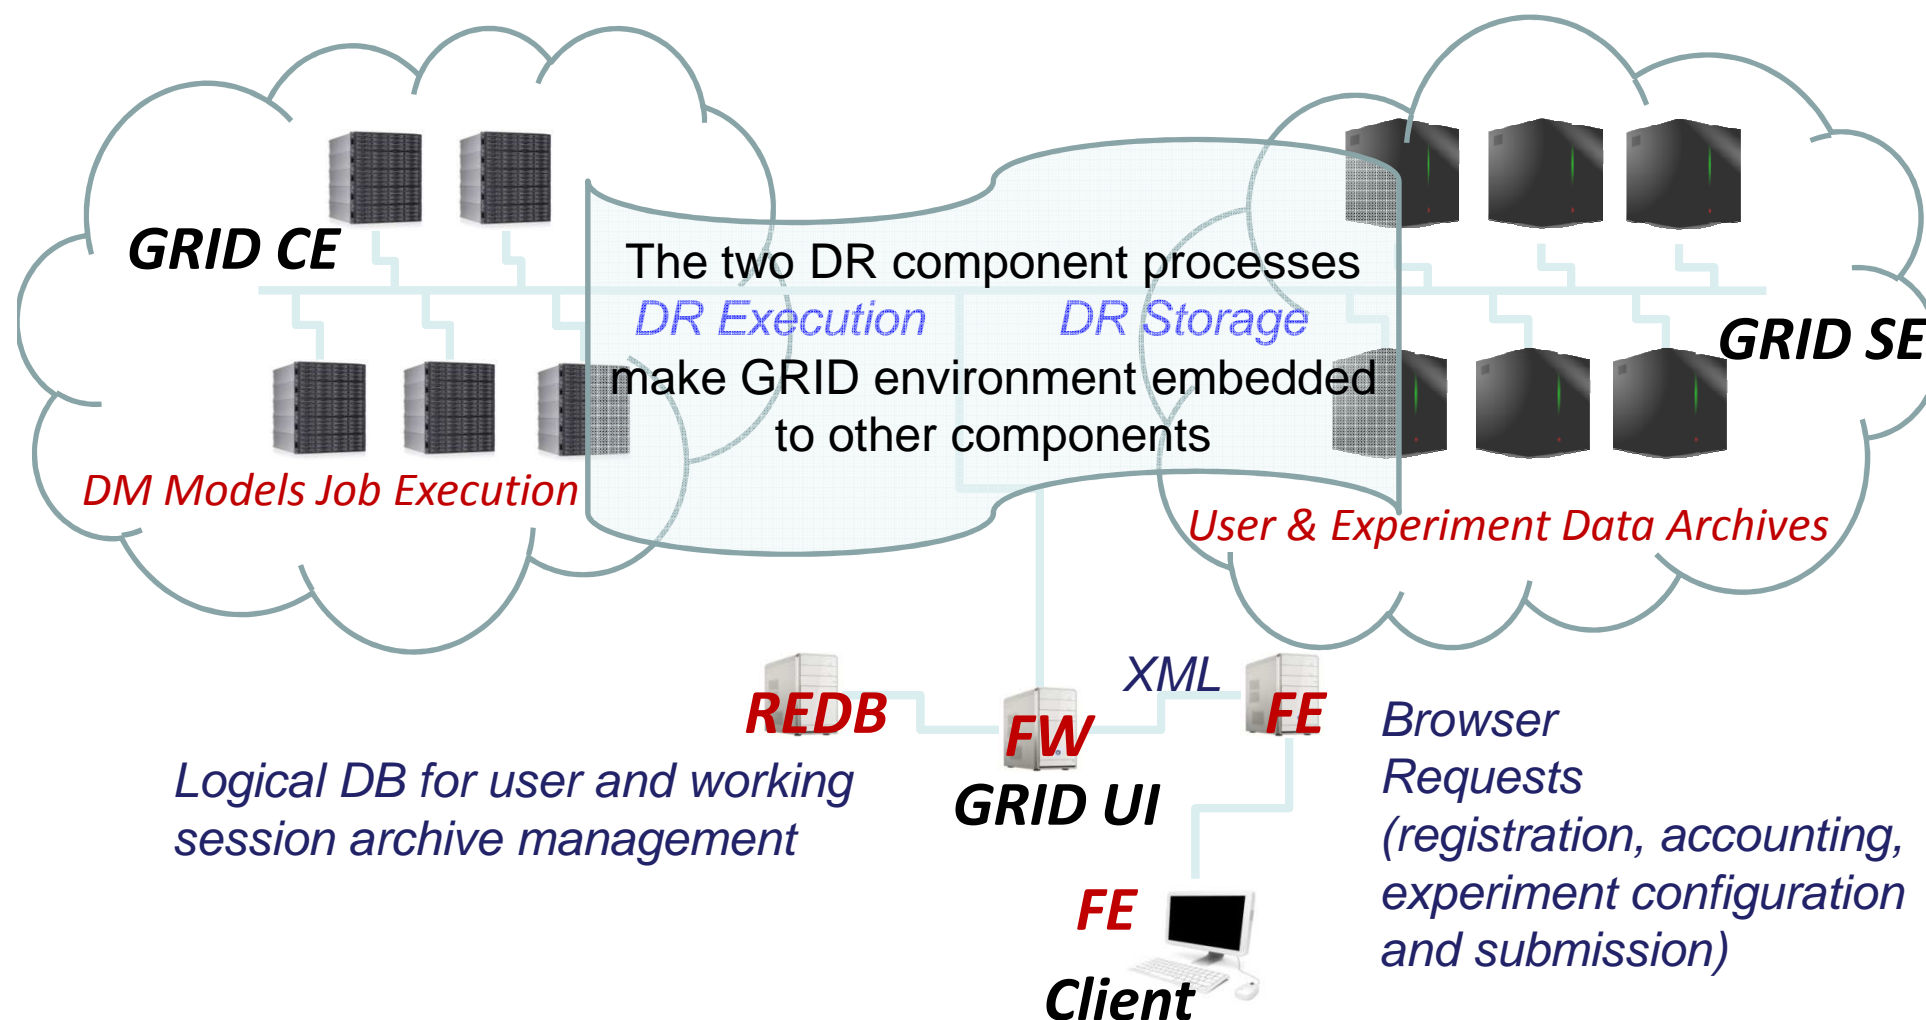 GRID CE
The two DR component processes
DR Execution DR Storage
make GRID environment embedded
to other components
GRID SE
DM Models Job Execution
User & Experiment Data Archives
XML
REDB
FW
FE
GRID UI
Logical DB for user and working
session archive management
Browser
Requests
(registration, accounting,
experiment configuration
and submission)
FE
Client